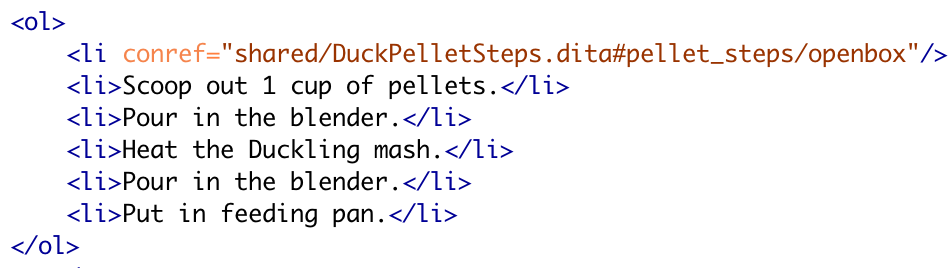 <ol>
<li conref="shared/DuckPelletSteps.dita#pellet_steps/openbox"/>
<li>Scoop out 1 cup of pellets.</li>
<li>Pour in the blender.</li>
<li>Heat the Duckling mash.</li>
<li>Pour in the blender.</li>
<li>Put in feeding pan.</li>
</ol>